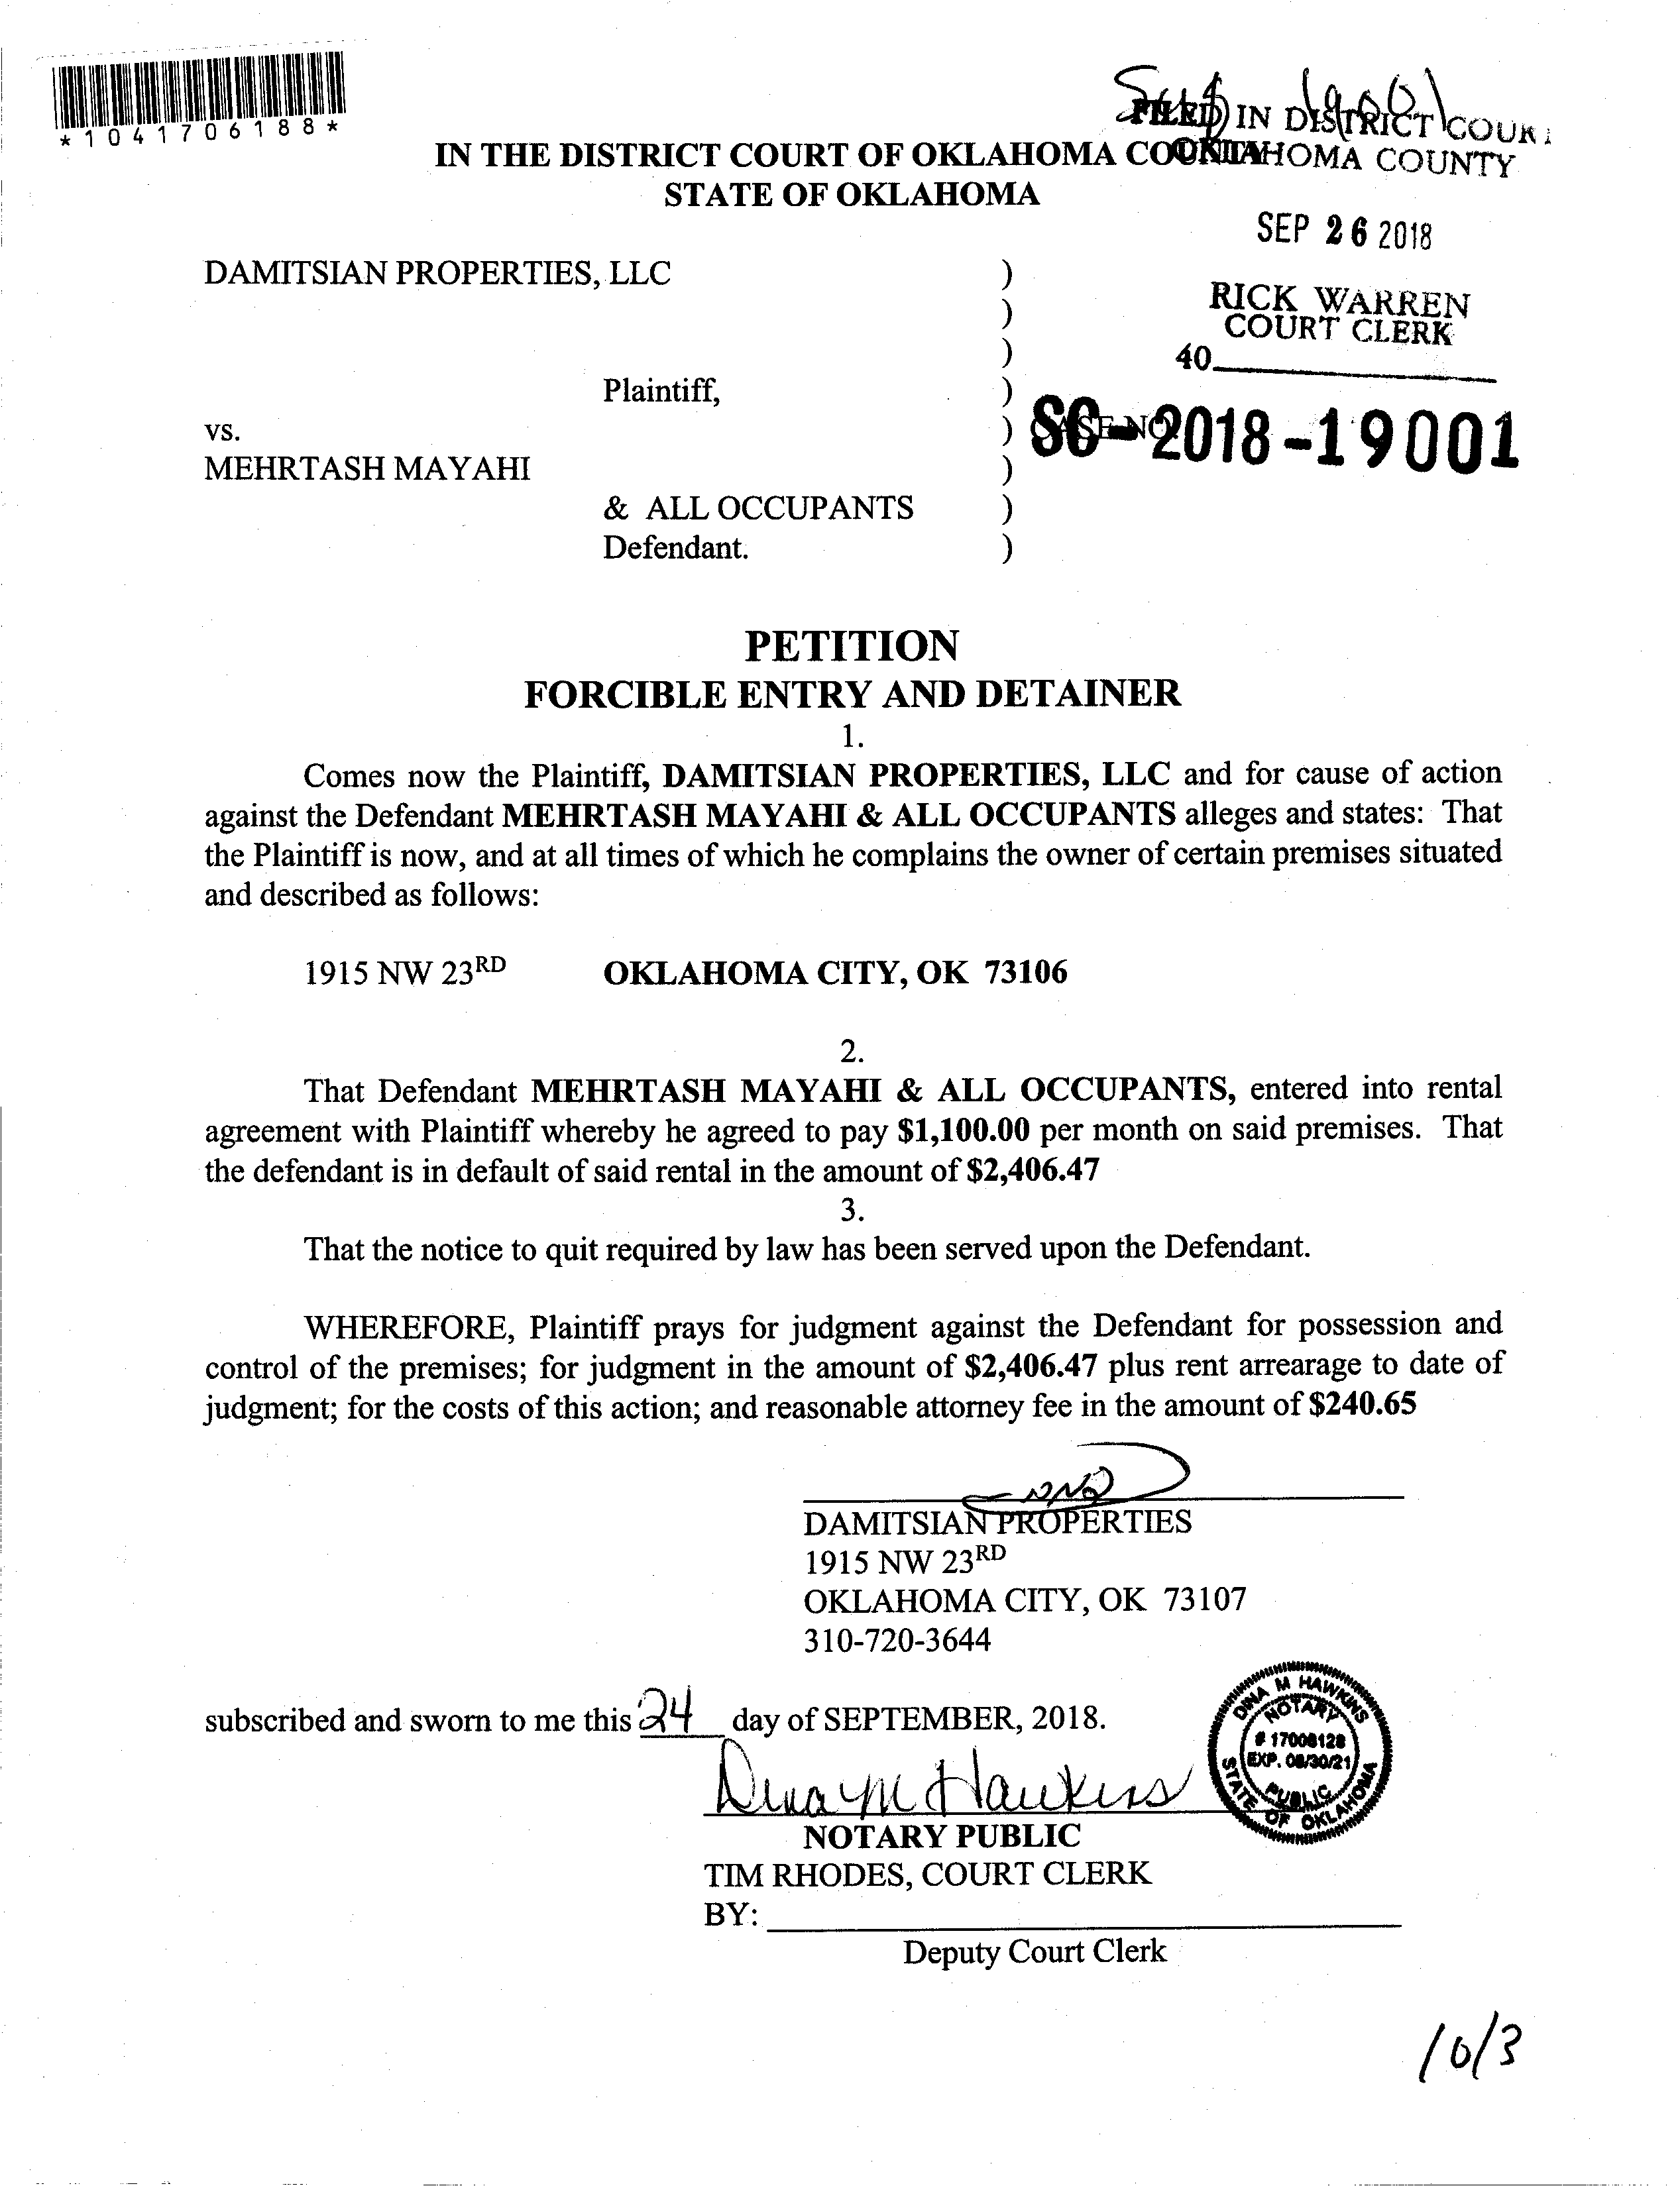 *1041706188*
FILED IN DISTRICT COURT
OKLAHOMA COUNTY
IN THE DISTRICT COURT OF OKLAHOMA COUNTY
STATE OF OKLAHOMA
SEP 26 2018
DAMITSIAN PROPERTIES, LLC )
)
RICK WARREN
COURT CLERK
)
40
Plaintiff, )
vs. ) CASE NO.
SC-2018-19001
MEHRTASH MAYAHI )
& ALL OCCUPANTS )
Defendant. )
PETITION
FORCIBLE ENTRY AND DETAINER
1.
Comes now the Plaintiff, DAMITSIAN PROPERTIES, LLC and for cause of action
against the Defendant MEHRTASH MAYAHI & ALL OCCUPANTS alleges and states: That
the Plaintiff is now, and at all times of which he complains the owner of certain premises situated
and described as follows:
1915 NW 23RD OKLAHOMA CITY, OK 73106
2.
That Defendant MEHRTASH MAYAHI & ALL OCCUPANTS, entered into rental
agreement with Plaintiff whereby he agreed to pay $1,100.00 per month on said premises. That
the defendant is in default of said rental in the amount of $2,406.47
3.
That the notice to quit required by law has been served upon the Defendant.
WHEREFORE, Plaintiff prays for judgment against the Defendant for possession and
control of the premises; for judgment in the amount of $2,406.47 plus rent arrearage to date of
judgment; for the costs of this action; and reasonable attorney fee in the amount of $240.65
DAMITSIAN PROPERTIES
1915 NW 23RD
OKLAHOMA CITY, OK 73107
310-720-3644
subscribed and sworn to me this 24 day of SEPTEMBER, 2018.
DINA M HAWKINS
NOTARY
# 17008128
EXP. 08/30/21
PUBLIC
STATE OF OKLAHOMA
Dina M Hawkins
NOTARY PUBLIC
TIM RHODES, COURT CLERK
BY:
Deputy Court Clerk
10/3